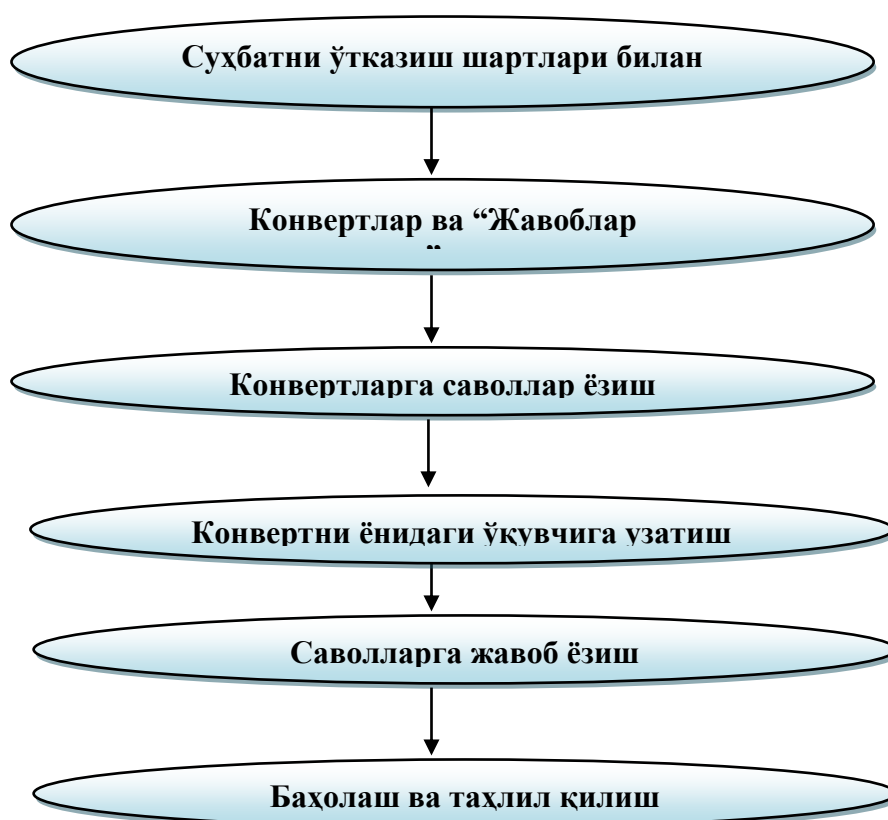 Суҳбатни ўтказиш шартлари билан
Конвертлар ва “Жавоблар
”
Конвертларга саволлар ёзиш
Конвертни ёнидаги ўқувчига узатиш
Саволларга жавоб ёзиш
Баҳолаш ва таҳлил қилиш